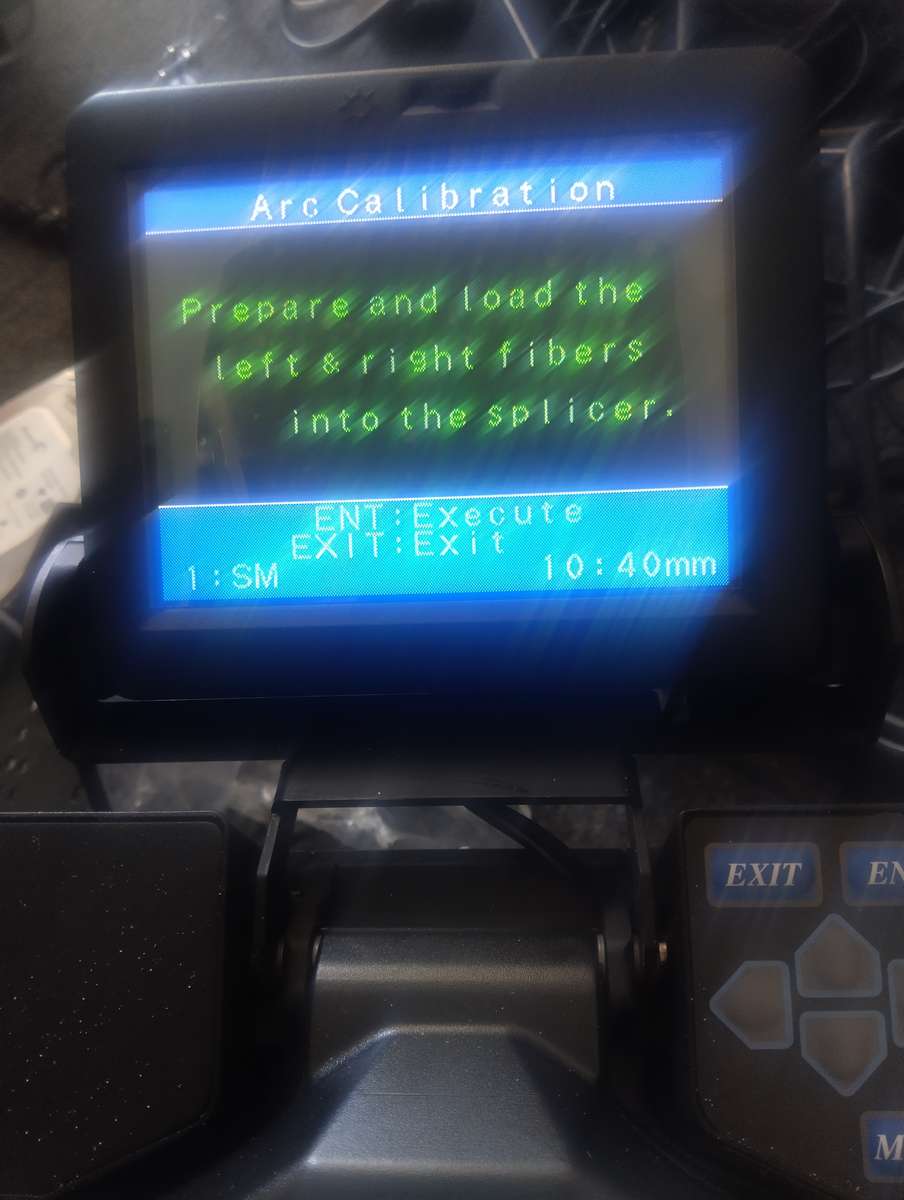 Arc Calibration
Prepare and load the
left & right fibers
into the splicer.
ENT:Execute
EXIT:Exit
1:SM
10:40mm
EXIT
EN
M